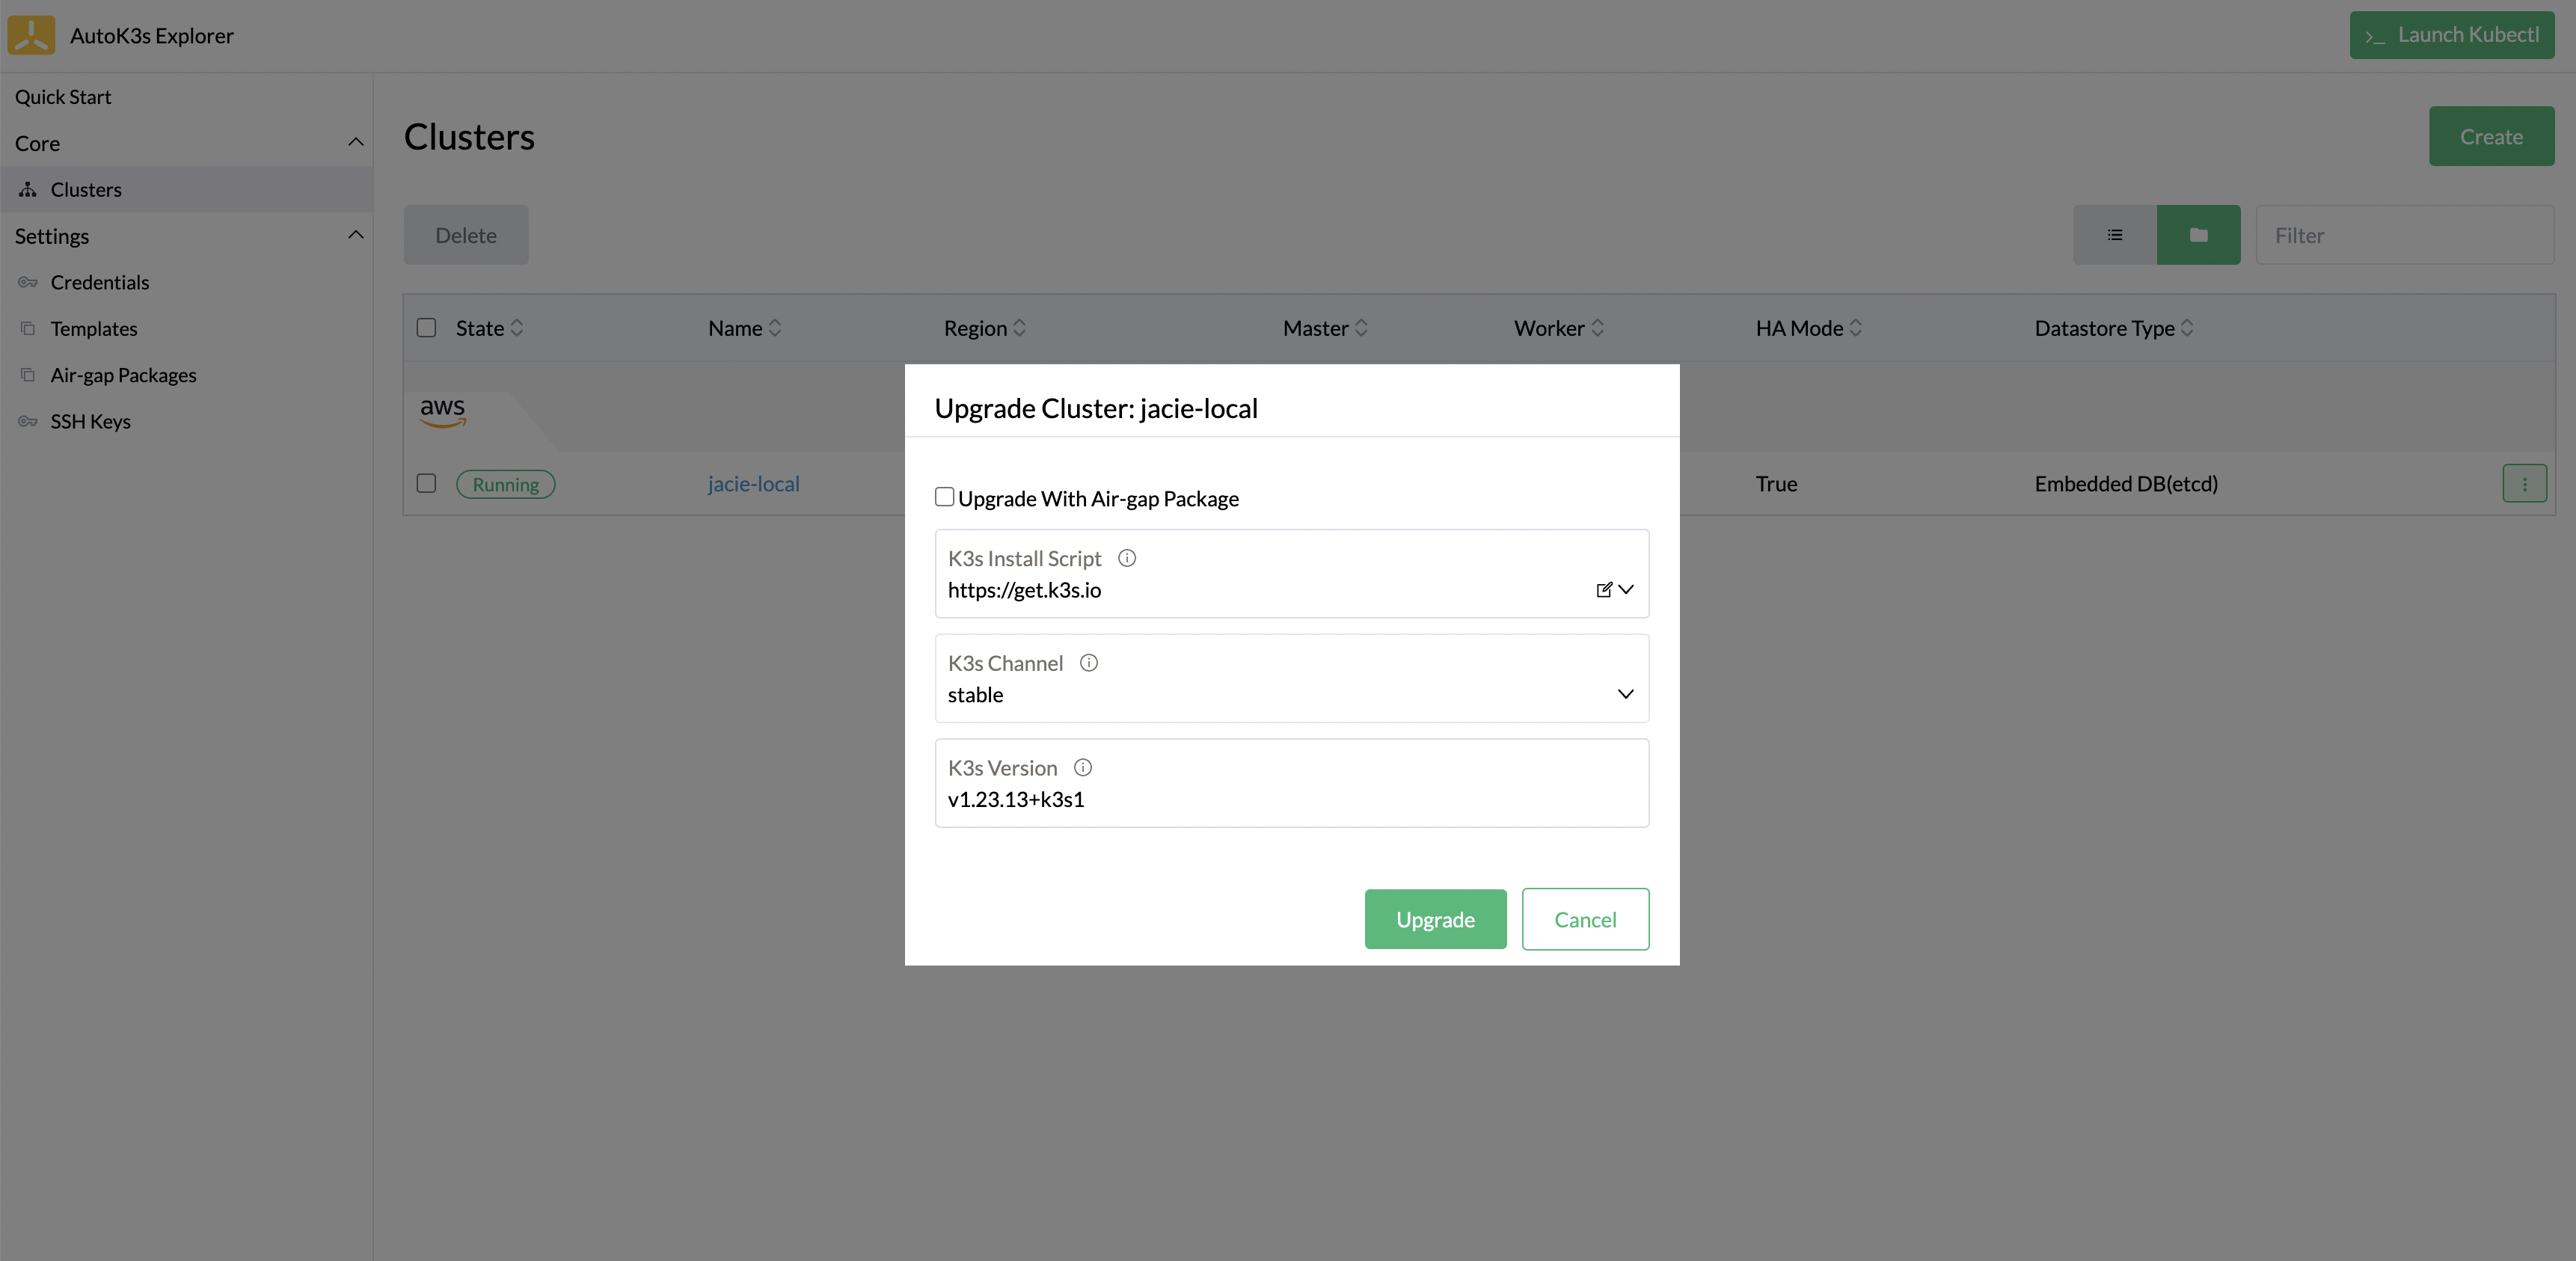 AutoK3s Explorer
>_ Launch Kubectl
Quick Start
Core
Clusters
Settings
Credentials
Templates
Air-gap Packages
SSH Keys
Clusters
Create
Delete
Filter
State Name Region Master Worker HA Mode Datastore Type
aws
Running jacie-local True Embedded DB(etcd)
Upgrade Cluster: jacie-local
Upgrade With Air-gap Package
K3s Install Script
https://get.k3s.io
K3s Channel
stable
K3s Version
v1.23.13+k3s1
Upgrade Cancel